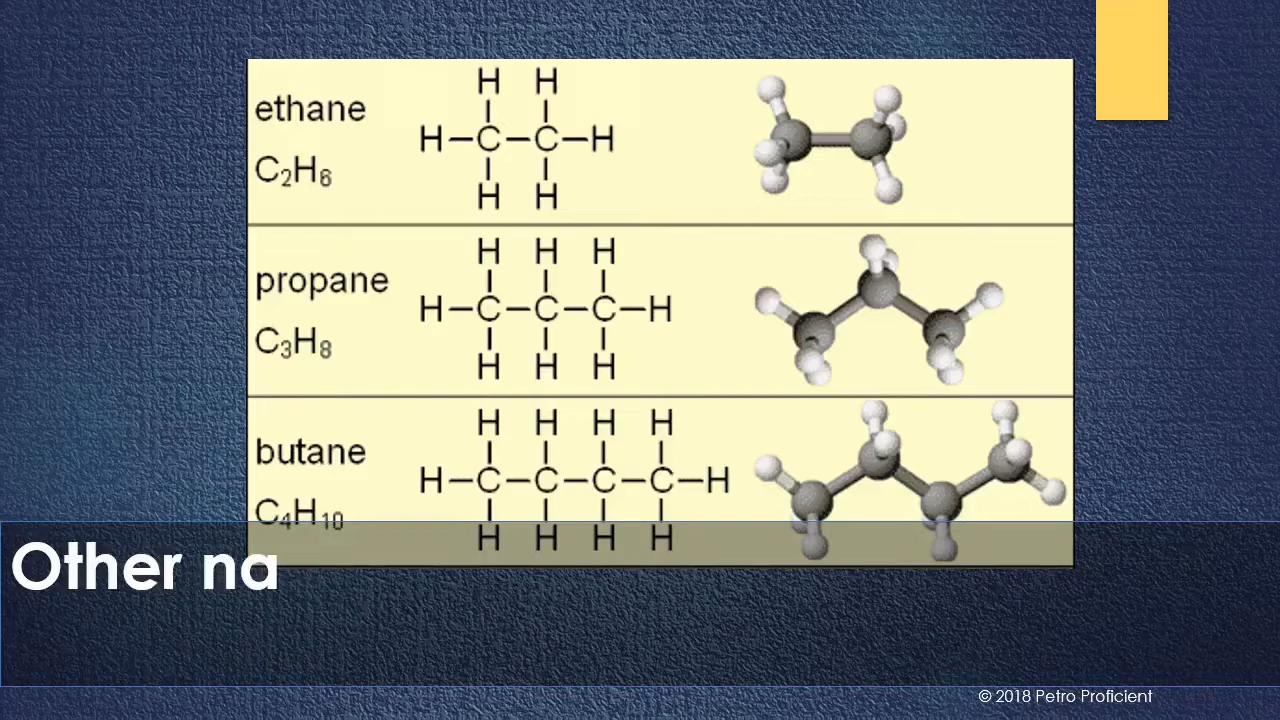 ethane
C₂H₆
H H
H–C–C–H
H H
propane
C₃H₈
H H H
H–C–C–C–H
H H H
butane
C₄H₁₀
H H H H
H–C–C–C–C–H
H H H H
Other na
© 2018 Petro Proficient